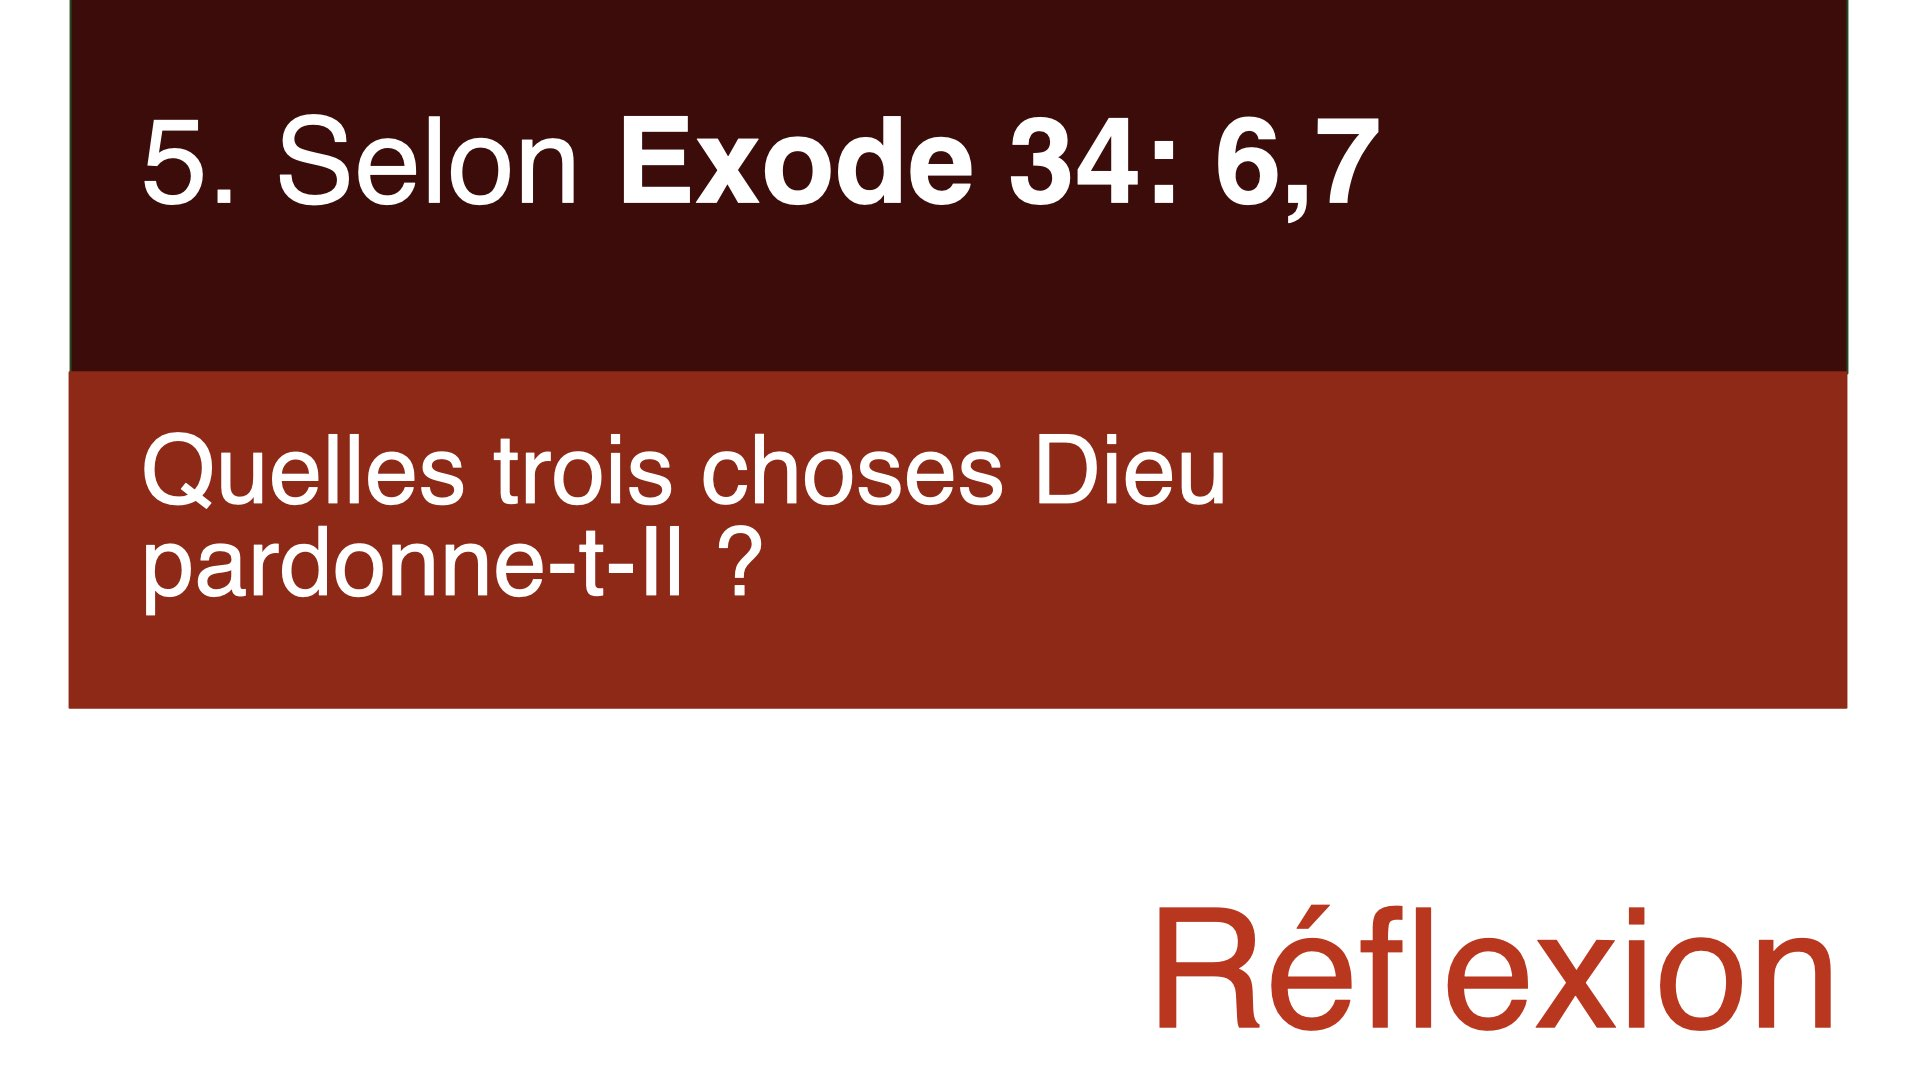 5. Selon Exode 34: 6,7
Quelles trois choses Dieu
pardonne-t-Il ?
Réflexion